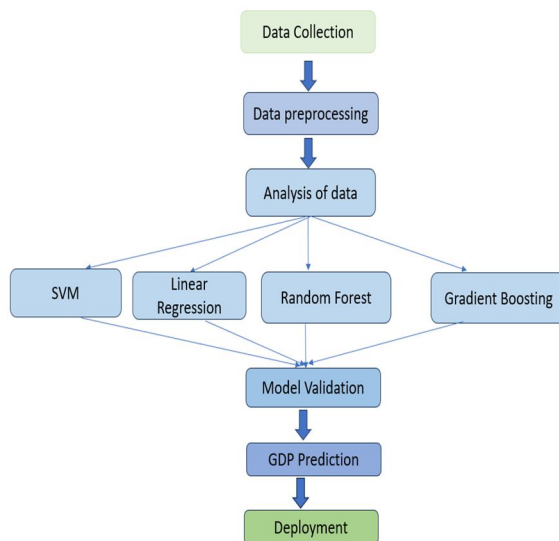 Data Collection
Data preprocessing
Analysis of data
SVM
Linear
Regression
Random Forest
Gradient Boosting
Model Validation
GDP Prediction
Deployment